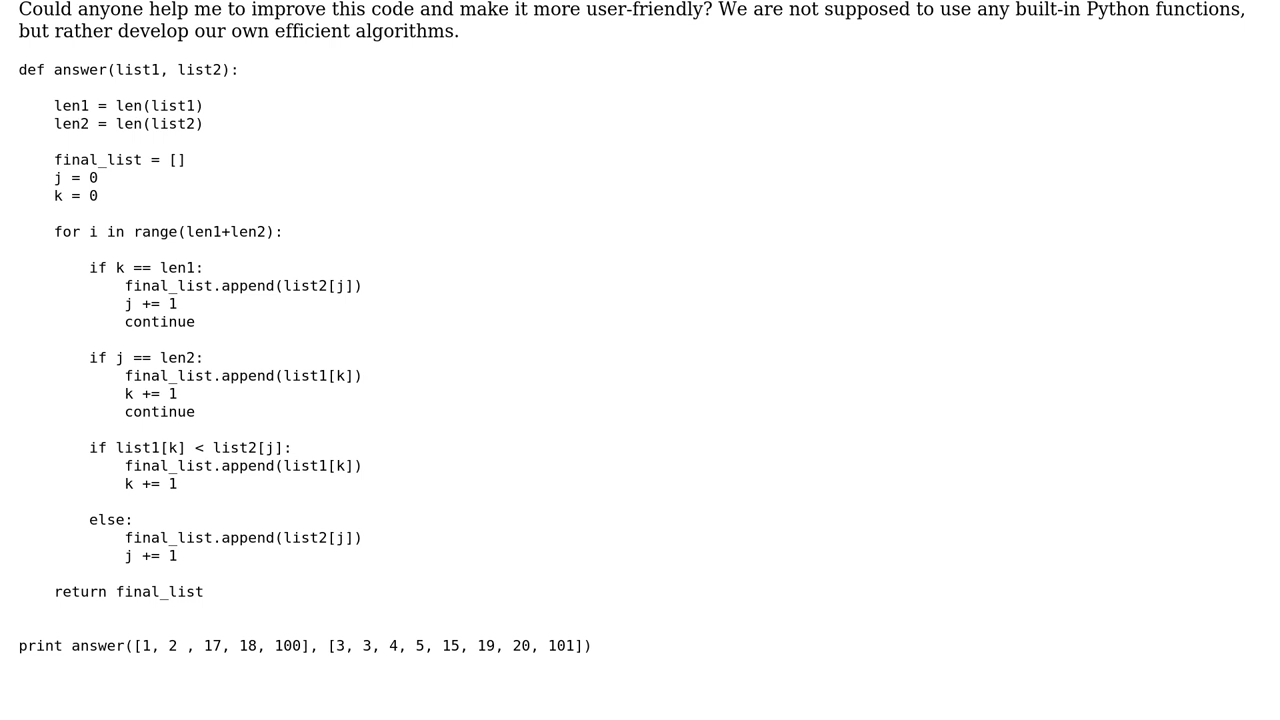 Could anyone help me to improve this code and make it more user-friendly? We are not supposed to use any built-in Python functions,
but rather develop our own efficient algorithms.
def answer(list1, list2):
    len1 = len(list1)
    len2 = len(list2)
    final_list = []
    j = 0
    k = 0
    for i in range(len1+len2):
        if k == len1:
            final_list.append(list2[j])
            j += 1
            continue
        if j == len2:
            final_list.append(list1[k])
            k += 1
            continue
        if list1[k] < list2[j]:
            final_list.append(list1[k])
            k += 1
        else:
            final_list.append(list2[j])
            j += 1
    return final_list
print answer([1, 2 , 17, 18, 100], [3, 3, 4, 5, 15, 19, 20, 101])